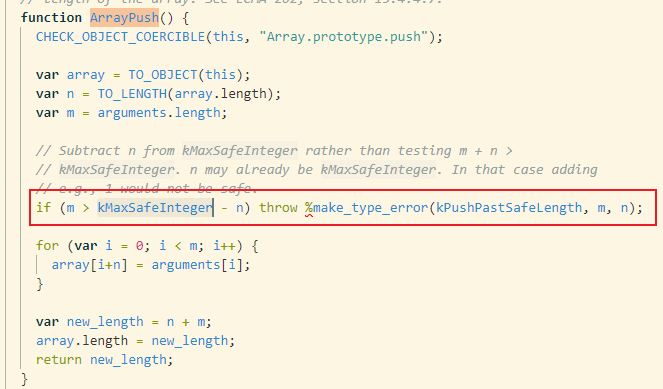 // length of the array. See ECMA-262, section 15.4.4.7.
function ArrayPush() {
CHECK_OBJECT_COERCIBLE(this, "Array.prototype.push");
var array = TO_OBJECT(this);
var n = TO_LENGTH(array.length);
var m = arguments.length;
// Subtract n from kMaxSafeInteger rather than testing m + n >
// kMaxSafeInteger. n may already be kMaxSafeInteger. In that case adding
// e.g., 1 would not be safe.
if (m > kMaxSafeInteger - n) throw %make_type_error(kPushPastSafeLength, m, n);
for (var i = 0; i < m; i++) {
array[i+n] = arguments[i];
}
var new_length = n + m;
array.length = new_length;
return new_length;
}